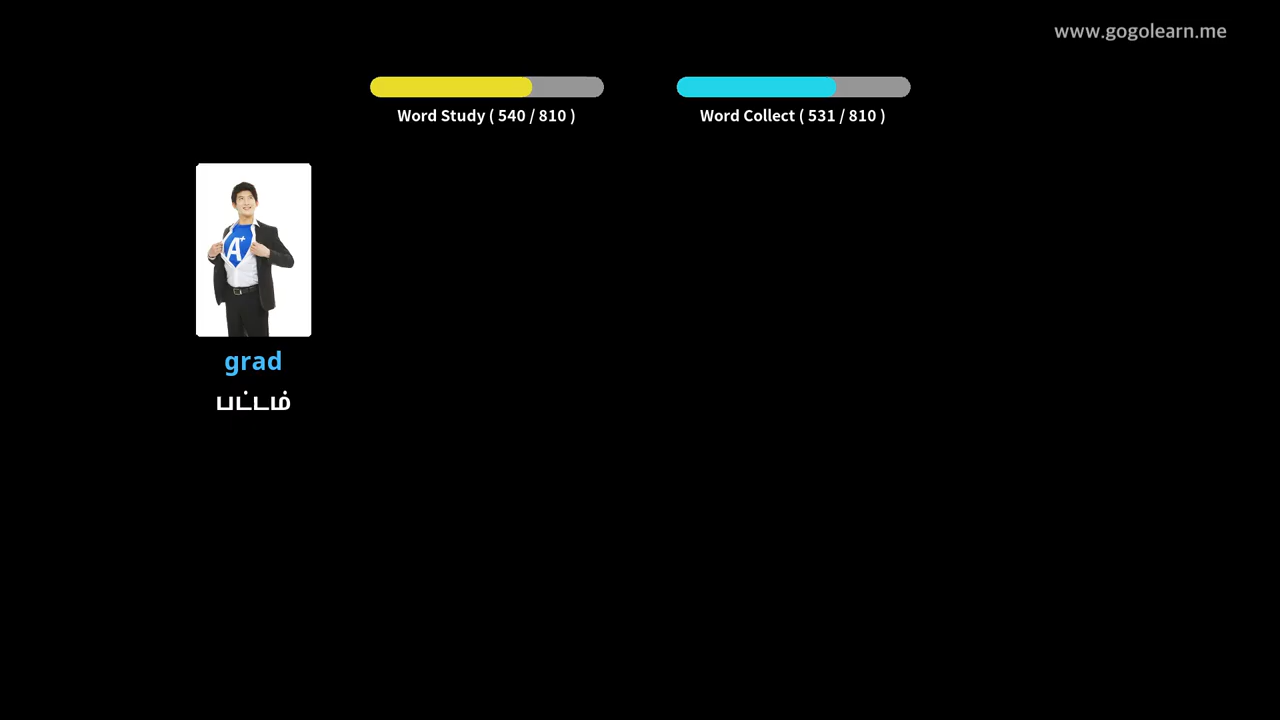 www.gogolearn.me
Word Study ( 540 / 810 )
Word Collect ( 531 / 810 )
A+
grad
பட்டம்